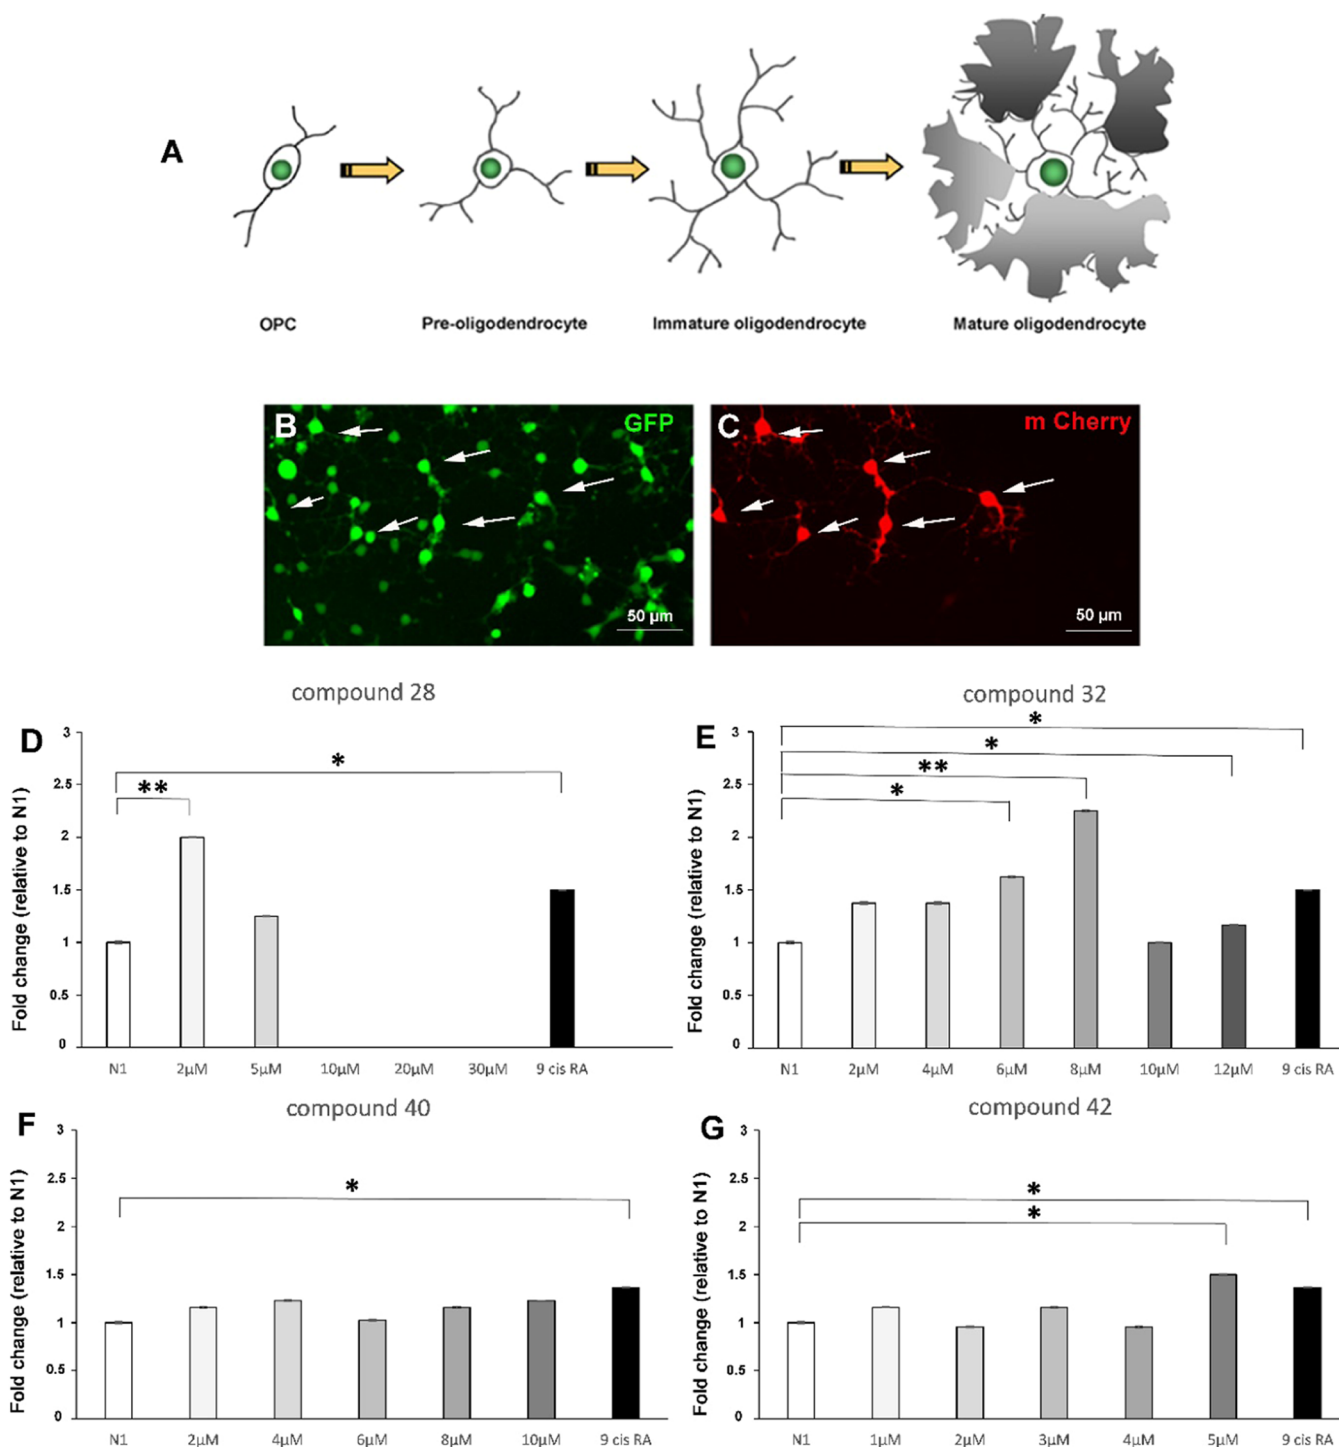 A
OPC
Pre-oligodendrocyte
Immature oligodendrocyte
Mature oligodendrocyte
B
GFP
50 µm
C
m Cherry
50 µm
compound 28
D
Fold change (relative to N1)
3
2.5
2
1.5
1
0.5
0
**
*
N1 2µM 5µM 10µM 20µM 30µM 9 cis RA
compound 32
E
Fold change (relative to N1)
3
2.5
2
1.5
1
0.5
0
*
*
**
*
N1 2µM 4µM 6µM 8µM 10µM 12µM 9 cis RA
compound 40
F
Fold change (relative to N1)
3
2.5
2
1.5
1
0.5
0
*
N1 2µM 4µM 6µM 8µM 10µM 9 cis RA
compound 42
G
Fold change (relative to N1)
3
2.5
2
1.5
1
0.5
0
*
*
N1 1µM 2µM 3µM 4µM 5µM 9 cis RA